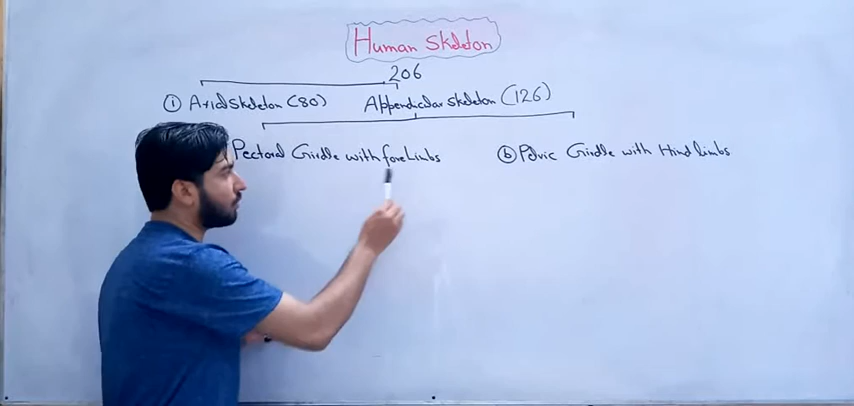 Human Skeleton
206
① Axial skeleton (80) Appendicular skeleton (126)
Pectoral Girdle with foreLimbs ⓑ Pelvic Girdle with Hind limbs